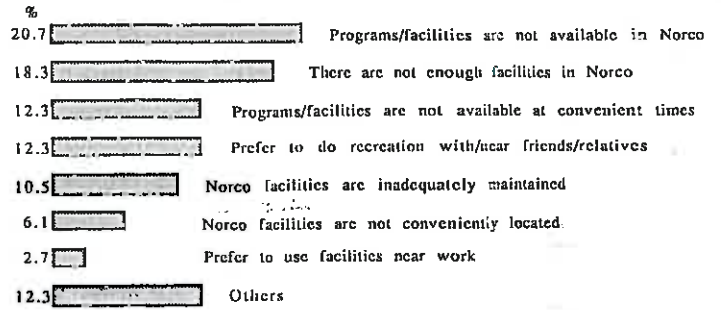 %
20.7 Programs/facilities are not available in Norco
18.3 There are not enough facilities in Norco
12.3 Programs/facilities are not available at convenient times
12.3 Prefer to do recreation with/near friends/relatives
10.5 Norco facilities are inadequately maintained
6.1 Norco facilities are not conveniently located
2.7 Prefer to use facilities near work
12.3 Others